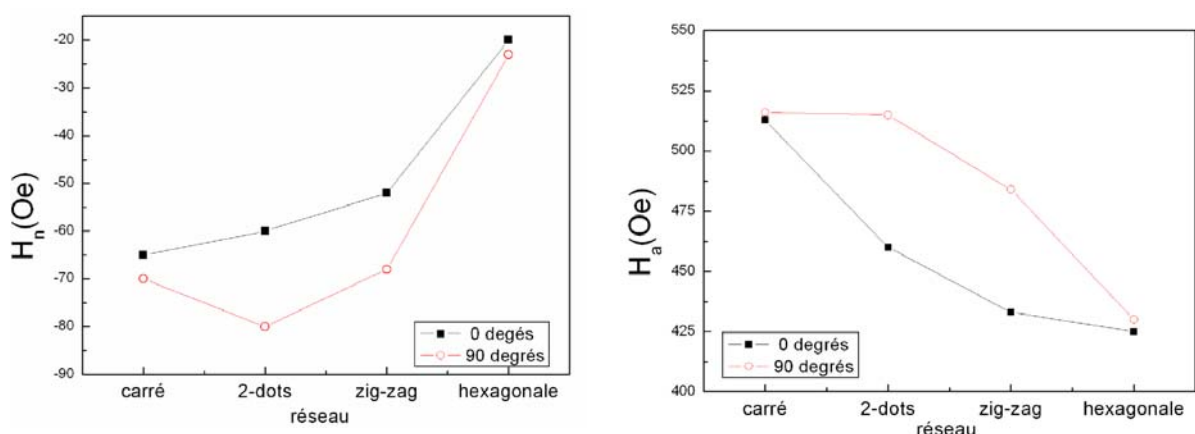 -20
-30
-40
-50
-60
-70
-80
-90
H_n(Oe)
0 degés
90 degrés
carré 2-dots zig-zag hexagonale
réseau
550
525
500
475
450
425
400
H_a(Oe)
0 degrés
90 degrés
carré 2-dots zig-zag hexagonale
réseau